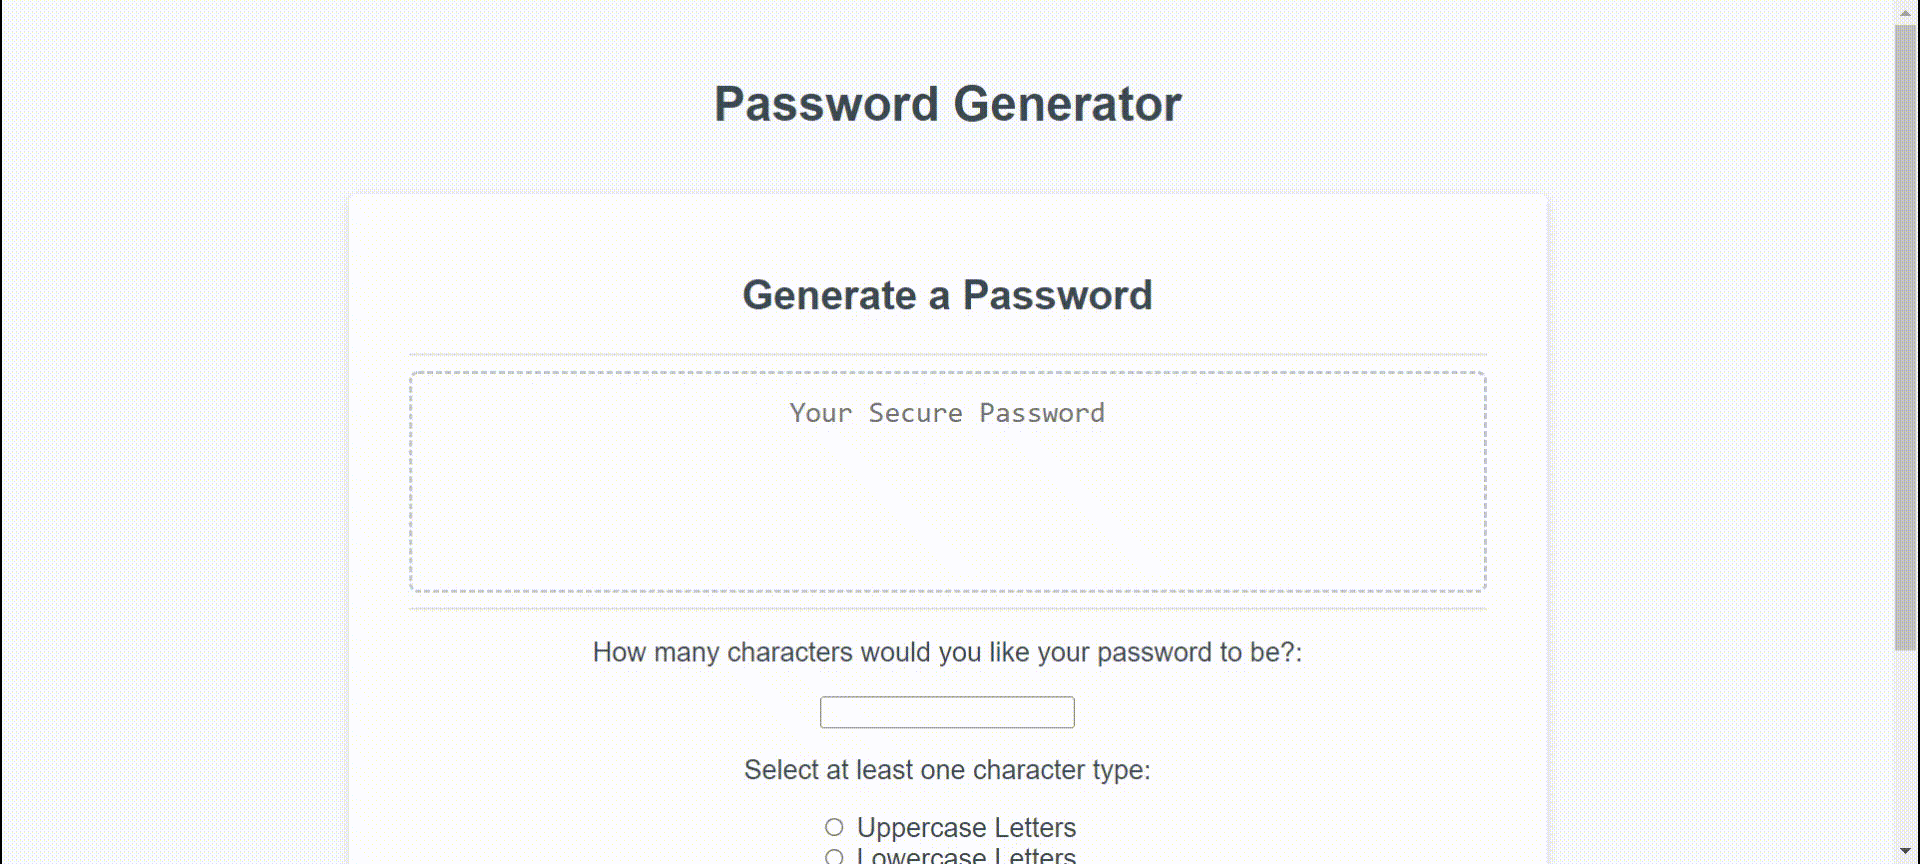 Password Generator
Generate a Password
Your Secure Password
How many characters would you like your password to be?:
Select at least one character type:
Uppercase Letters
Lowercase Letters